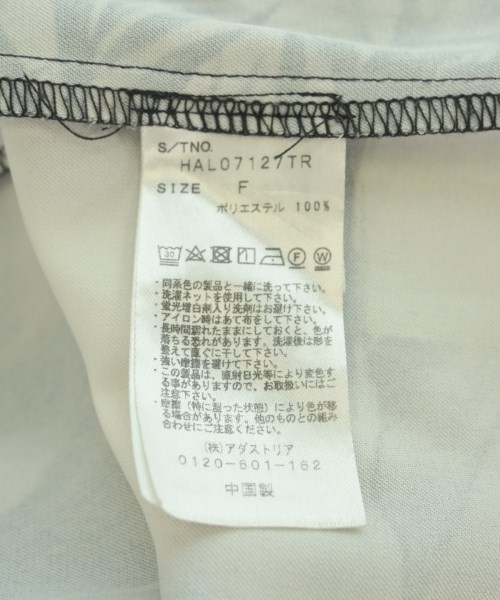 S/TNO.
HAL07127TR
SIZE F
ポリエステル 100%
30
F
W
・同系色の製品と一緒に洗って下さい。
・洗濯ネットを使用して下さい。
・蛍光増白剤入り洗剤はお避け下さい。
・アイロン時はあて布をして下さい。
・長時間濡れたままにしておくと、色が
落ちる恐れがあります。洗濯後は形を
整えて直ぐに干して下さい。
・強い摩擦を避けて下さい。
・この製品は、直射日光等により変色す
る事がありますので、お取扱いにはご
注意下さい。
・摩擦（特に湿った状態）により色が移
る場合があります。他のものとの組み
合わせにご注意ください。
(株)アダストリア
0120-601-162
中国製